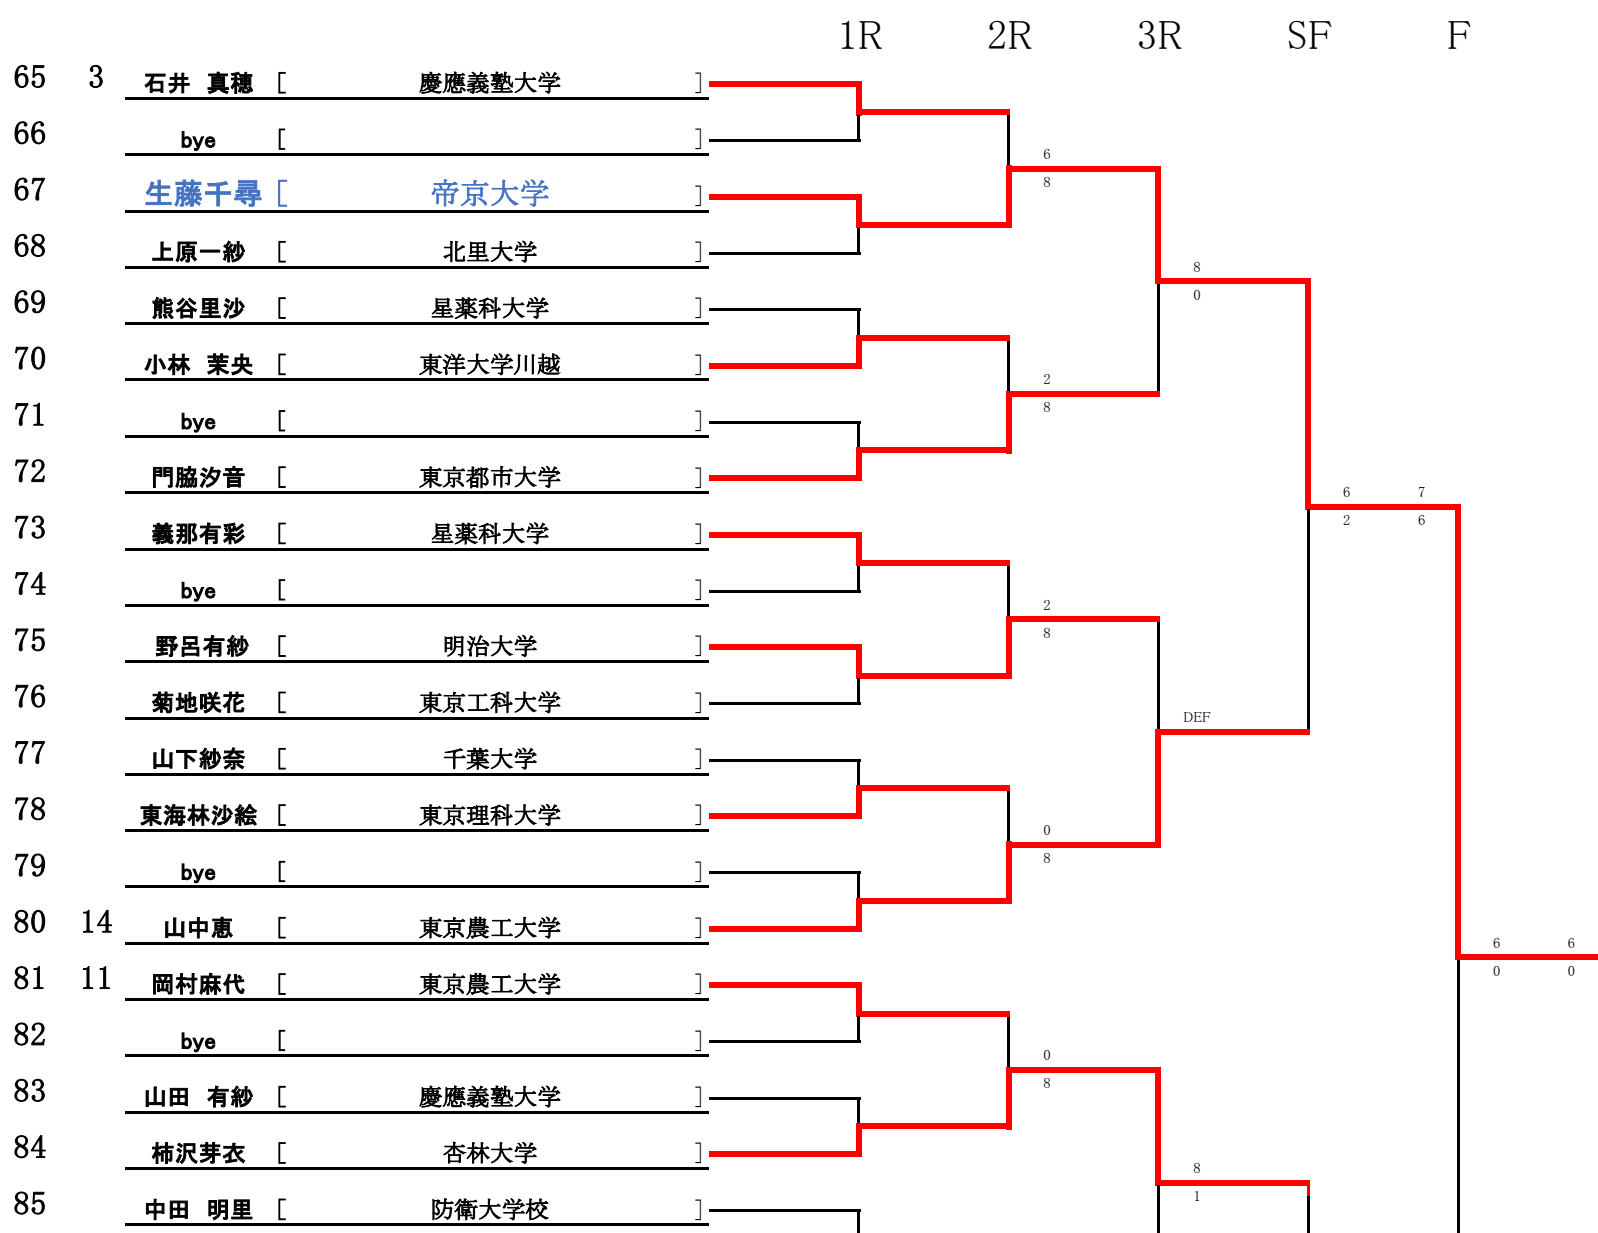 1R 2R 3R SF F
65 3 石井 真穂 [ 慶應義塾大学 ]
66 bye [ ]
6
67 生藤千尋 [ 帝京大学 ]
8
68 上原一紗 [ 北里大学 ]
8
69 熊谷里沙 [ 星薬科大学 ]
0
70 小林 茉央 [ 東洋大学川越 ]
2
71 bye [ ]
8
72 門脇汐音 [ 東京都市大学 ]
6 7
73 義那有彩 [ 星薬科大学 ]
2 6
74 bye [ ]
2
75 野呂有紗 [ 明治大学 ]
8
76 菊地咲花 [ 東京工科大学 ]
DEF
77 山下紗奈 [ 千葉大学 ]
78 東海林沙絵 [ 東京理科大学 ]
0
79 bye [ ]
8
80 14 山中恵 [ 東京農工大学 ]
6 6
81 11 岡村麻代 [ 東京農工大学 ]
0 0
82 bye [ ]
0
83 山田 有紗 [ 慶應義塾大学 ]
8
84 柿沢芽衣 [ 杏林大学 ]
8
85 中田 明里 [ 防衛大学校 ]
1